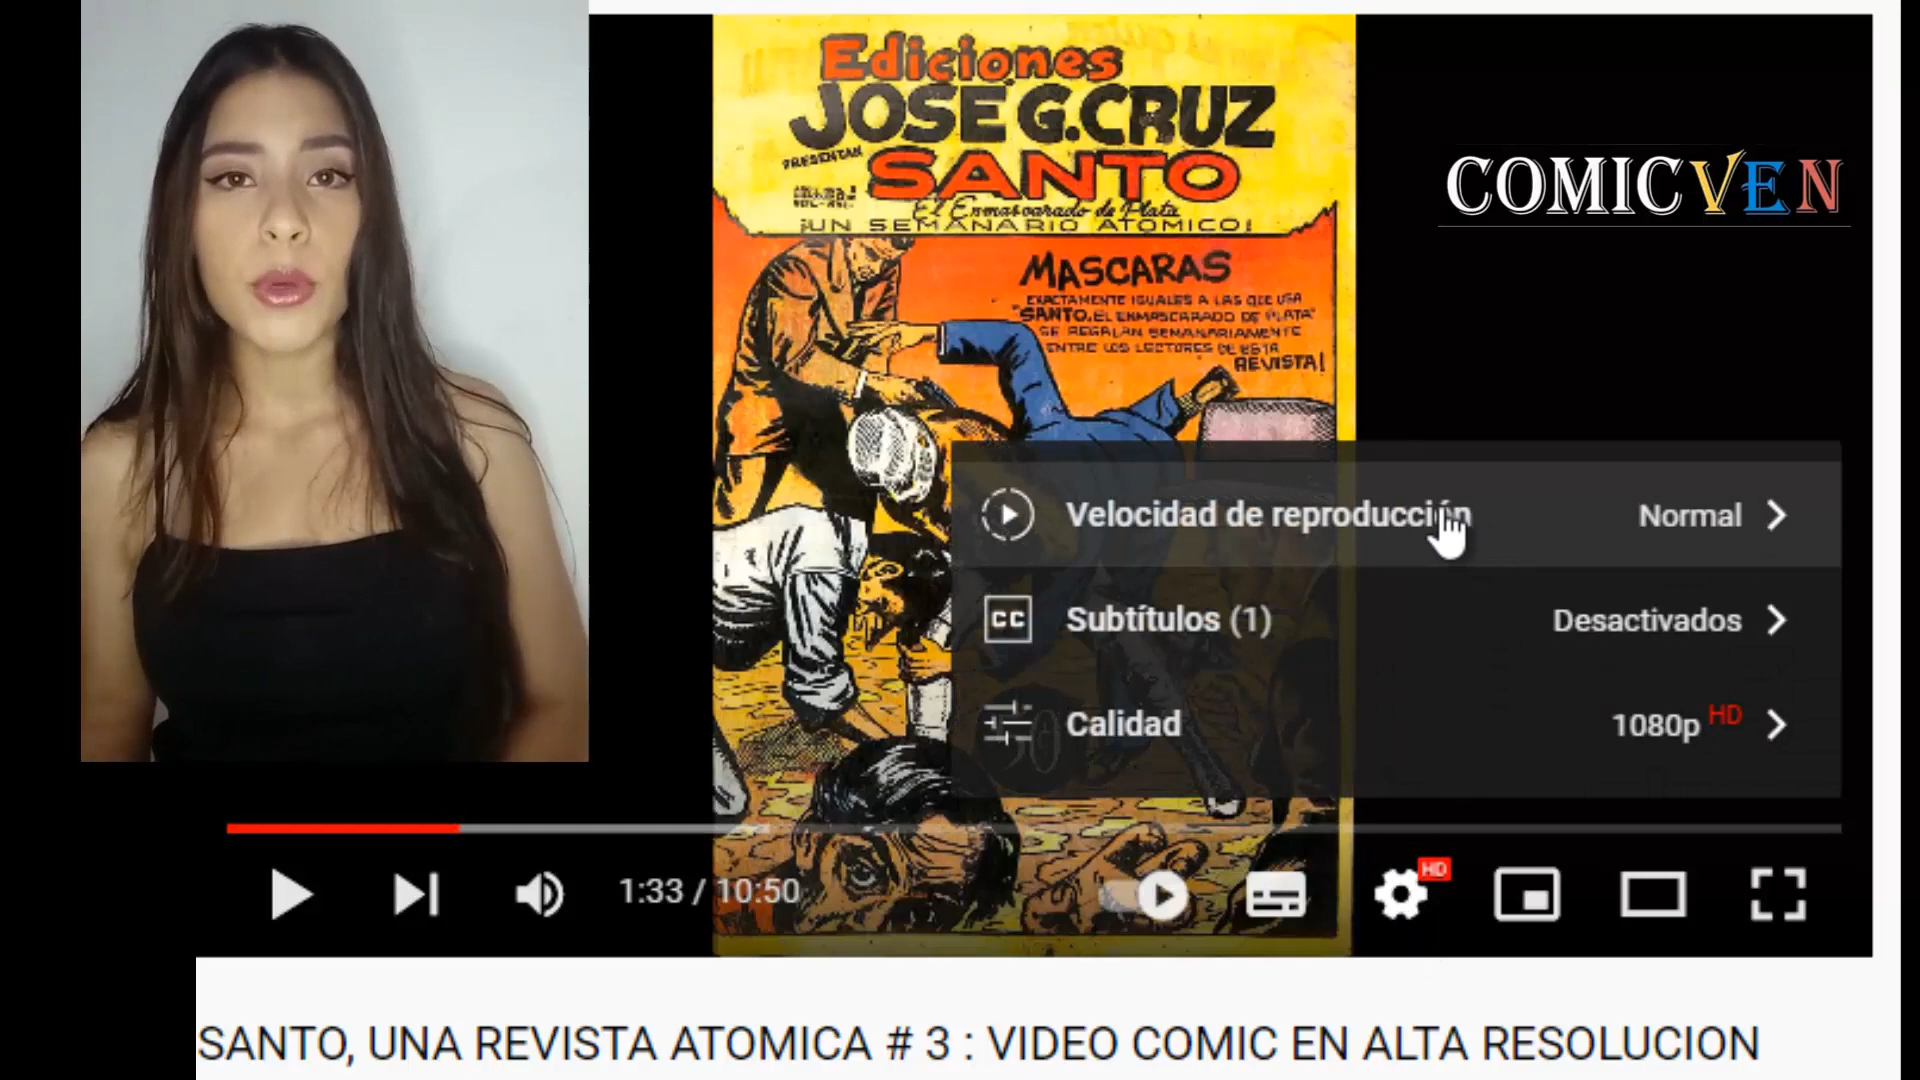 Ediciones
JOSE G. CRUZ
PRESENTAN
SANTO
El Enmascarado de Plata
¡UN SEMANARIO ATOMICO!
COMICVEN
MASCARAS
EXACTAMENTE IGUALES A LAS QUE USA
"SANTO, EL ENMASCARADO DE PLATA"
SE REGALAN SEMANARIAMENTE
ENTRE LOS LECTORES DE ESTA
REVISTA!
Velocidad de reproducción Normal
CC Subtítulos (1) Desactivados
Calidad 1080p HD
1:33 / 10:50
HD
SANTO, UNA REVISTA ATOMICA # 3 : VIDEO COMIC EN ALTA RESOLUCION